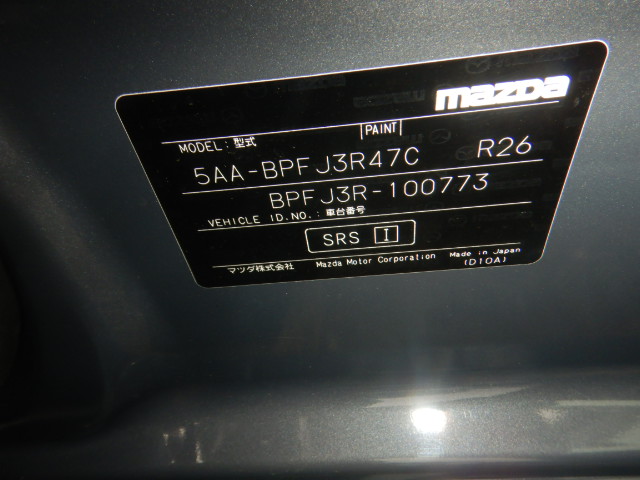 mazda
MODEL:型式 PAINT
5AA-BPFJ3R47C R26
BPFJ3R-100773
VEHICLE ID.NO.:車台番号
SRS I
マツダ株式会社 Mazda Motor Corporation Made in Japan
(D10A)